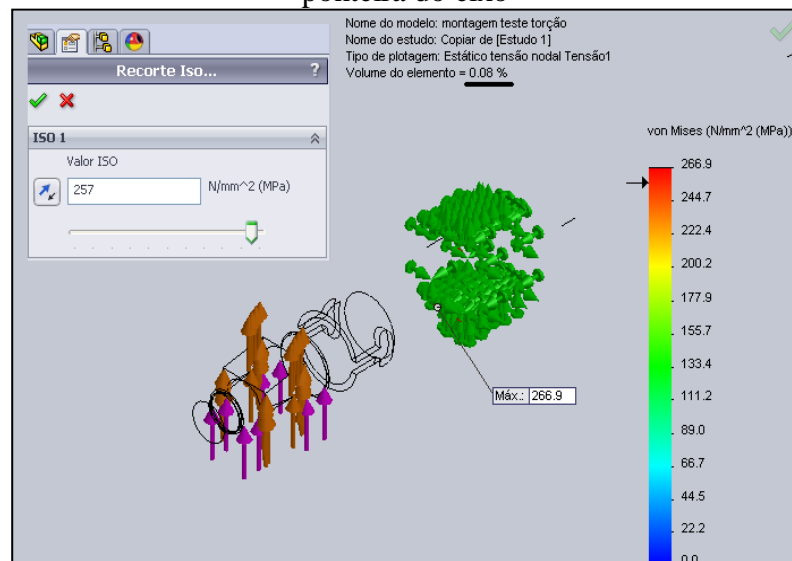 ponteira do eixo
Nome do modelo: montagem teste torção
Nome do estudo: Copiar de [Estudo 1]
Tipo de plotagem: Estático tensão nodal Tensão1
Volume do elemento = 0.08 %
Recorte Iso...
?
ISO 1
Valor ISO
257 N/mm^2 (MPa)
von Mises (N/mm^2 (MPa))
266.9
244.7
222.4
200.2
177.9
155.7
133.4
111.2
89.0
66.7
44.5
22.2
0.0
Máx.: 266.9